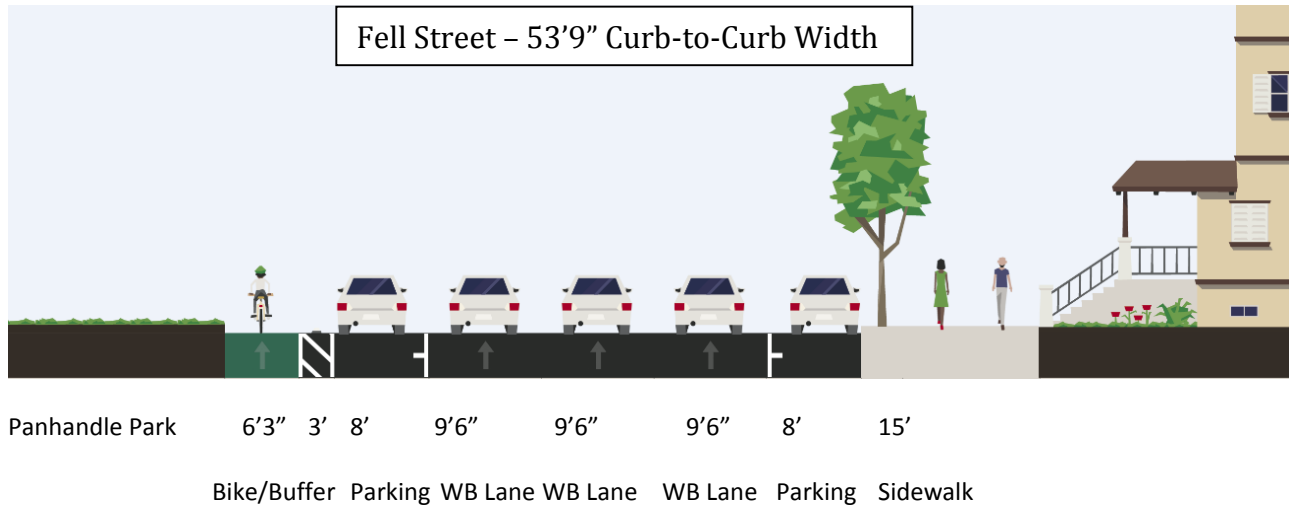 Fell Street – 53’9” Curb-to-Curb Width
Panhandle Park 6’3” 3’ 8’ 9’6” 9’6” 9’6” 8’ 15’
Bike/Buffer Parking WB Lane WB Lane WB Lane Parking Sidewalk